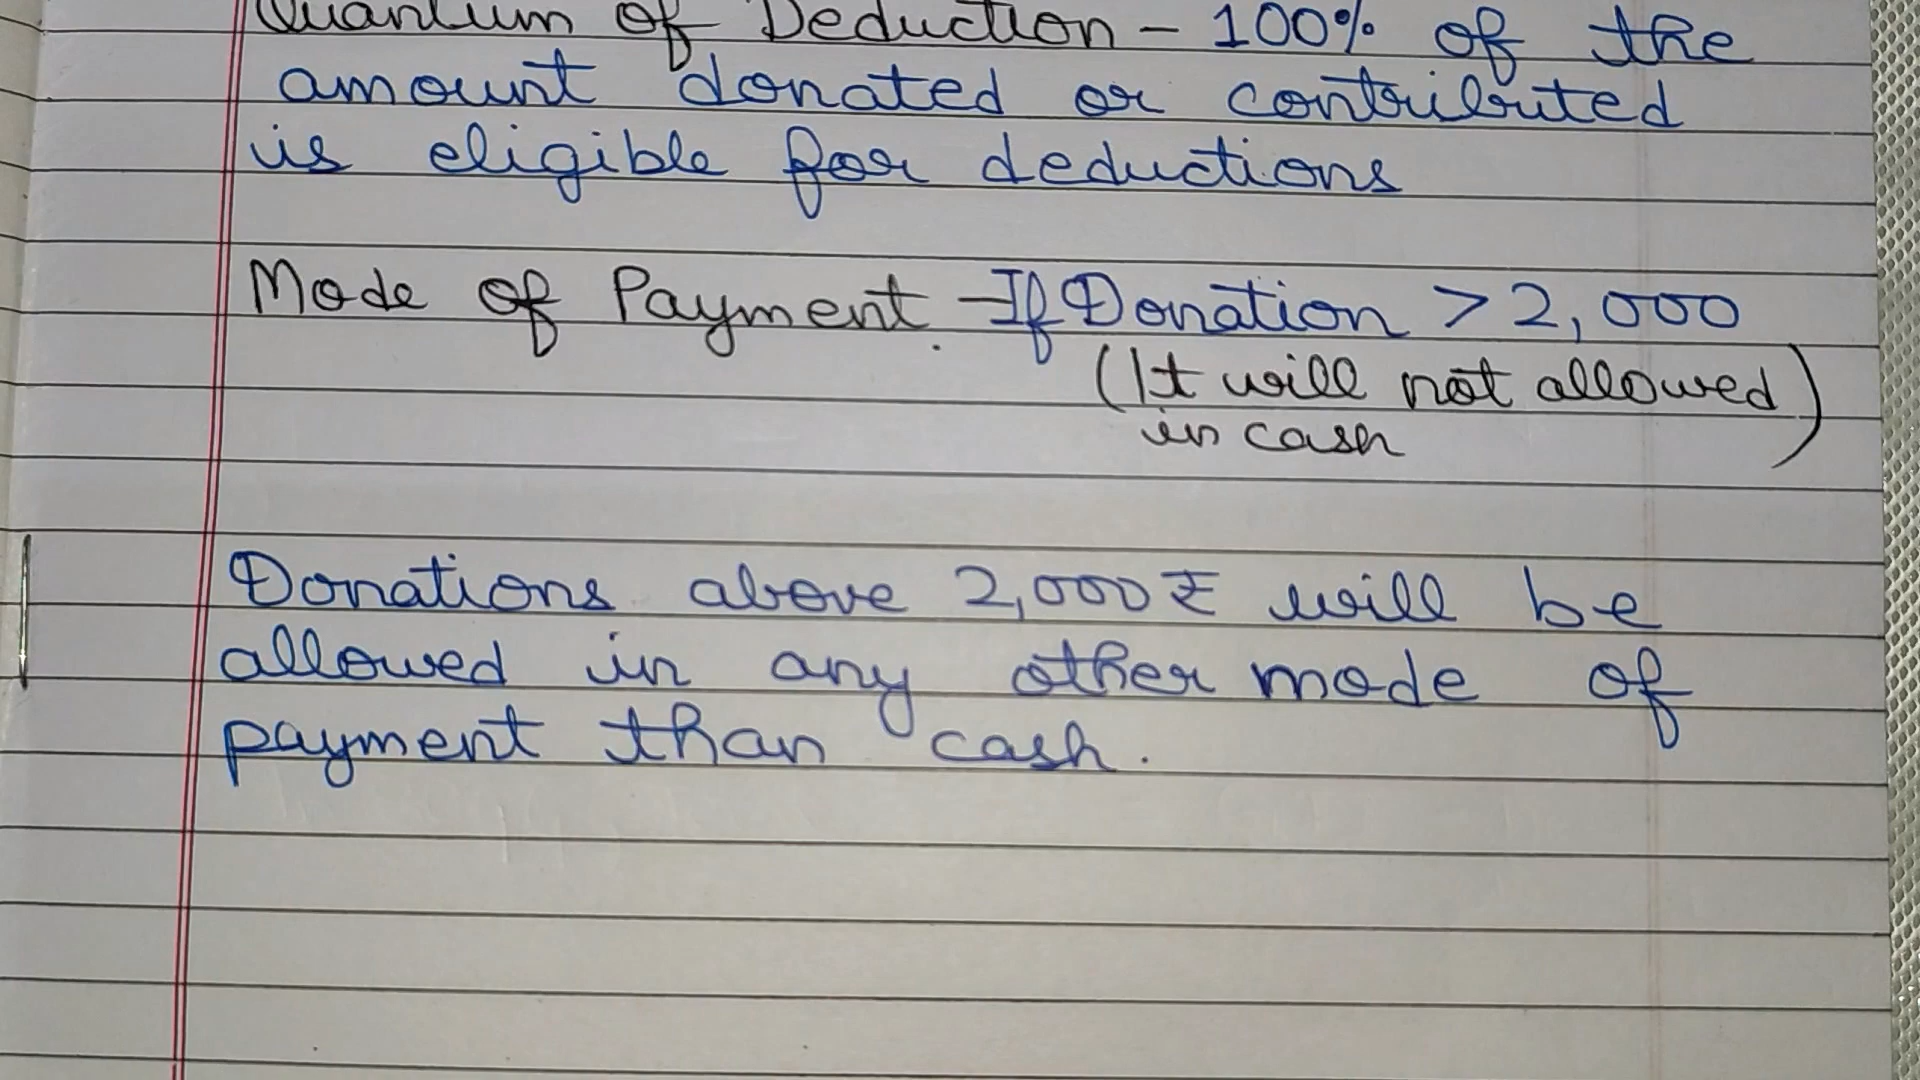 Quantum of Deduction - 100% of the
amount donated or contributed
is eligible for deductions
Mode of Payment - If Donation > 2,000
(It will not allowed
in cash)
Donations above 2,000 ₹ will be
allowed in any other mode of
payment than cash.